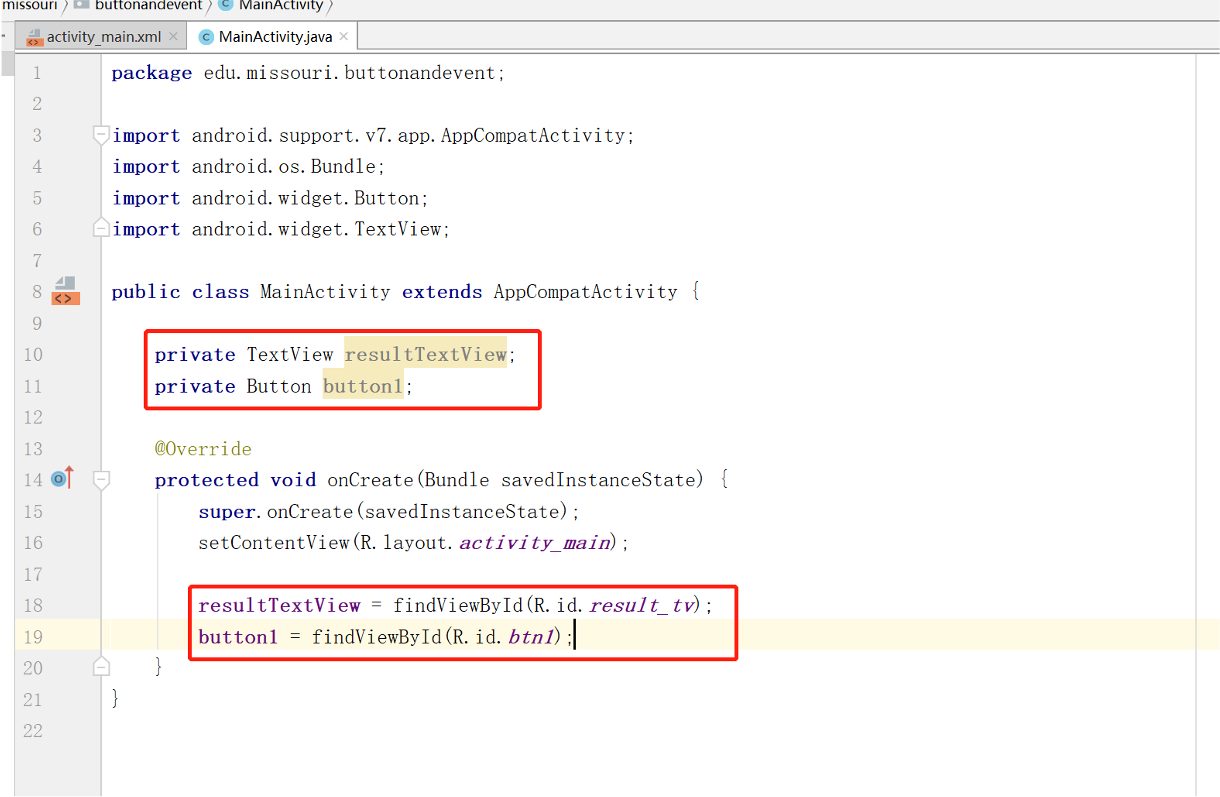 missouri buttonandevent MainActivity
activity_main.xml MainActivity.java
1 package edu.missouri.buttonandevent;
2
3 import android.support.v7.app.AppCompatActivity;
4 import android.os.Bundle;
5 import android.widget.Button;
6 import android.widget.TextView;
7
8 public class MainActivity extends AppCompatActivity {
9
10 private TextView resultTextView;
11 private Button button1;
12
13 @Override
14 protected void onCreate(Bundle savedInstanceState) {
15 super.onCreate(savedInstanceState);
16 setContentView(R.layout.activity_main);
17
18 resultTextView = findViewById(R.id.result_tv);
19 button1 = findViewById(R.id.btn1);
20 }
21 }
22